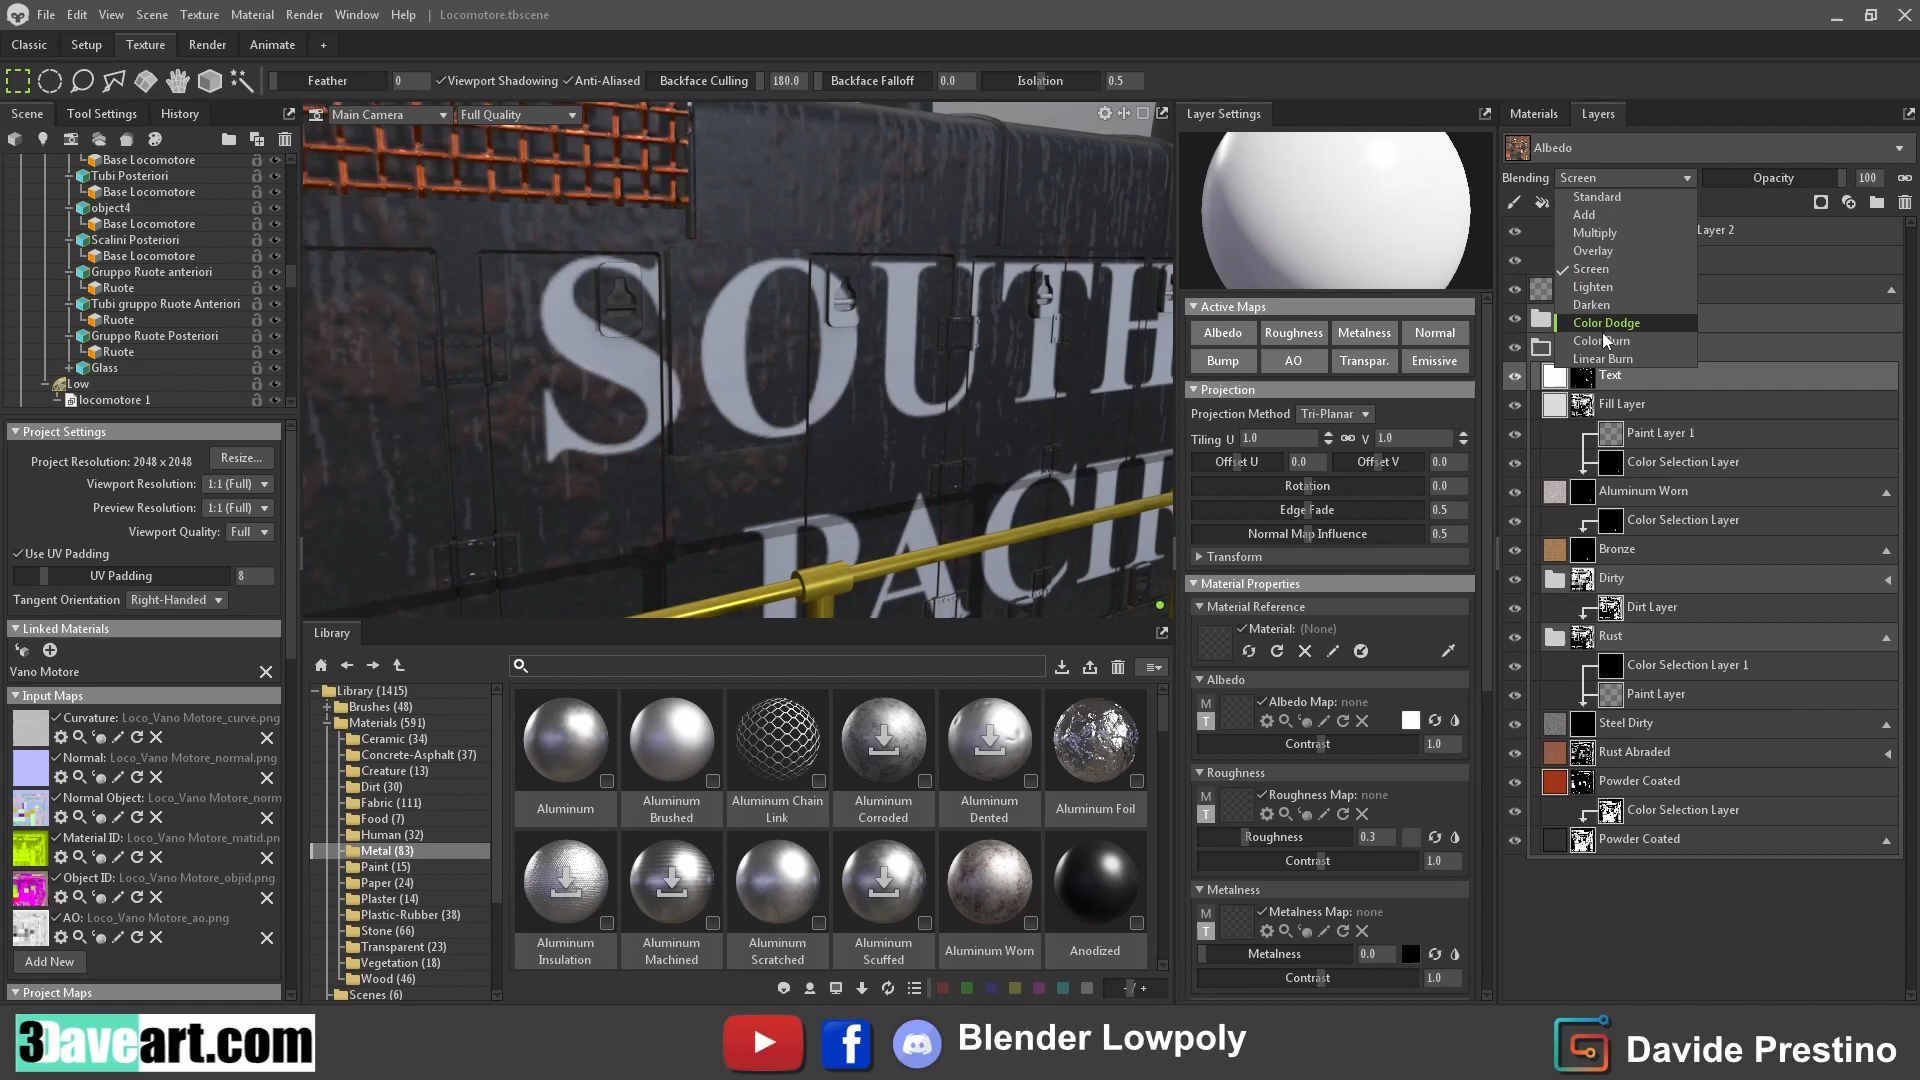 File Edit View Scene Texture Material Render Window Help | Locomotore.tbscene
Classic Setup Texture Render Animate +
Feather 0 Viewport Shadowing Anti-Aliased Backface Culling 180.0 Backface Falloff 0.0 Isolation 0.5
Scene Tool Settings History
Base Locomotore
Tubi Posteriori
Base Locomotore
object4
Base Locomotore
Scalini Posteriori
Base Locomotore
Gruppo Ruote anteriori
Ruote
Tubi gruppo Ruote Anteriori
Ruote
Gruppo Ruote Posteriori
Ruote
Glass
Low
locomotore 1
Project Settings
Project Resolution: 2048 x 2048 Resize...
Viewport Resolution: 1:1 (Full)
Preview Resolution: 1:1 (Full)
Viewport Quality: Full
Use UV Padding
UV Padding 8
Tangent Orientation Right-Handed
Linked Materials
Vano Motore
Input Maps
Curvature: Loco_Vano Motore_curve.png
Normal: Loco_Vano Motore_normal.png
Normal Object: Loco_Vano Motore_norm
Material ID: Loco_Vano Motore_matid.pn
Object ID: Loco_Vano Motore_objid.png
AO: Loco_Vano Motore_ao.png
Add New
Project Maps
Main Camera Full Quality
SOUTH
PACH
Library
Library (1415)
Brushes (48)
Materials (591)
Ceramic (34)
Concrete-Asphalt (37)
Creature (13)
Dirt (30)
Fabric (111)
Food (7)
Human (32)
Metal (83)
Paint (15)
Paper (24)
Plaster (14)
Plastic-Rubber (38)
Stone (66)
Transparent (23)
Vegetation (18)
Wood (46)
Scenes (6)
Aluminum
Aluminum Brushed
Aluminum Chain Link
Aluminum Corroded
Aluminum Dented
Aluminum Foil
Aluminum Insulation
Aluminum Machined
Aluminum Scratched
Aluminum Scuffed
Aluminum Worn
Anodized
- / +
Layer Settings
Active Maps
Albedo Roughness Metalness Normal
Bump AO Transpar. Emissive
Projection
Projection Method Tri-Planar
Tiling U 1.0 V 1.0
Offset U 0.0 Offset V 0.0
Rotation 0.0
Edge Fade 0.5
Normal Map Influence 0.5
Transform
Material Properties
Material Reference
Material: (None)
Albedo
M Albedo Map: none
T
Contrast 1.0
Roughness
M Roughness Map: none
T
Roughness 0.3
Contrast 1.0
Metalness
M Metalness Map: none
T
Metalness 0.0
Contrast 1.0
Materials Layers
Albedo
Blending Screen Opacity 100
Standard
Add
Multiply
Overlay
Screen
Lighten
Darken
Color Dodge
Color Burn
Linear Burn
Layer 2
Text
Fill Layer
Paint Layer 1
Color Selection Layer
Aluminum Worn
Color Selection Layer
Bronze
Dirty
Dirt Layer
Rust
Color Selection Layer 1
Paint Layer
Steel Dirty
Rust Abraded
Powder Coated
Color Selection Layer
Powder Coated
3Daveart.com
f
Blender Lowpoly
Davide Prestino